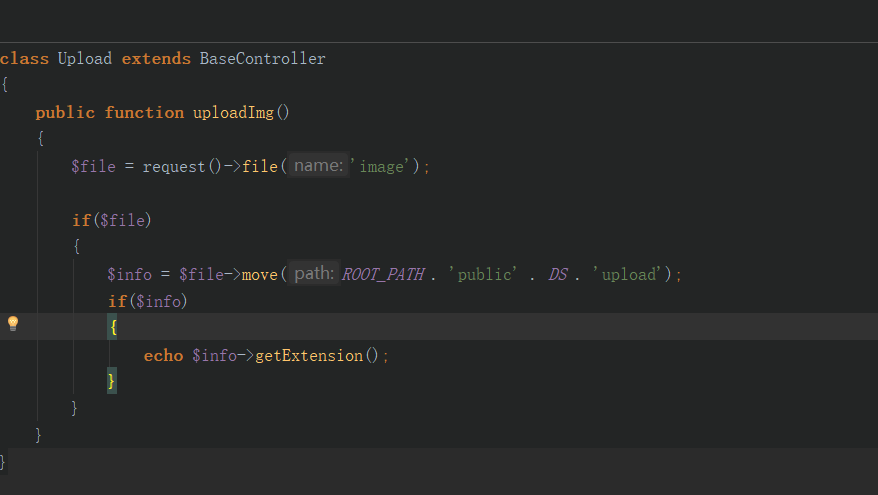 class Upload extends BaseController
{
    public function uploadImg()
    {
        $file = request()->file( name: 'image');
        if($file)
        {
            $info = $file->move( path: ROOT_PATH . 'public' . DS . 'upload');
            if($info)
            {
                echo $info->getExtension();
            }
        }
    }
}